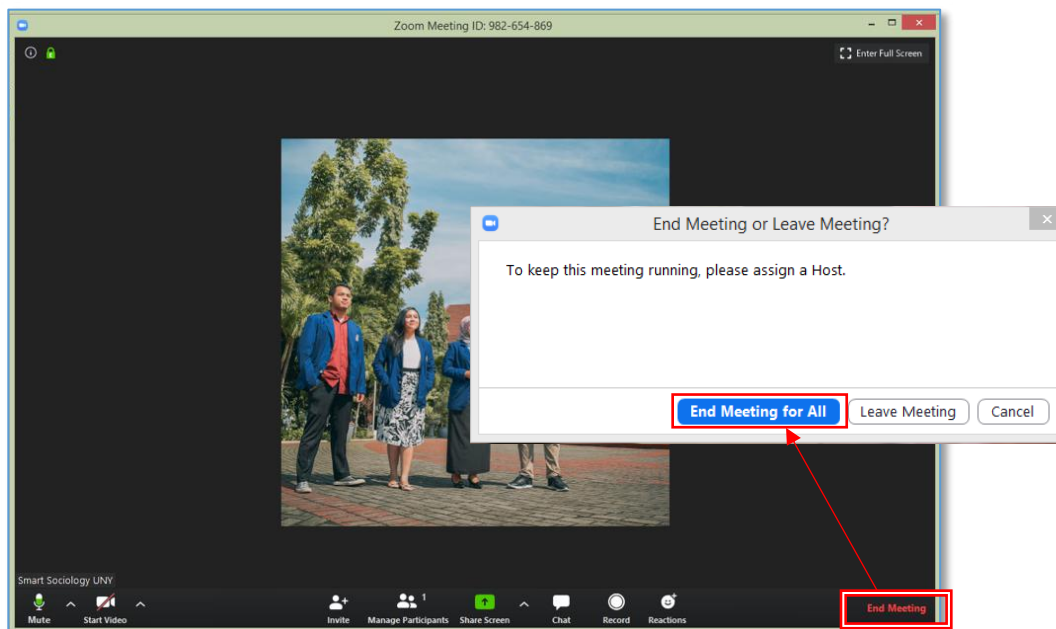 Zoom Meeting ID: 982-654-869
Enter Full Screen
End Meeting or Leave Meeting?
To keep this meeting running, please assign a Host.
End Meeting for All
Leave Meeting
Cancel
Smart Sociology UNY
1
Mute
Start Video
Invite
Manage Participants
Share Screen
Chat
Record
Reactions
End Meeting